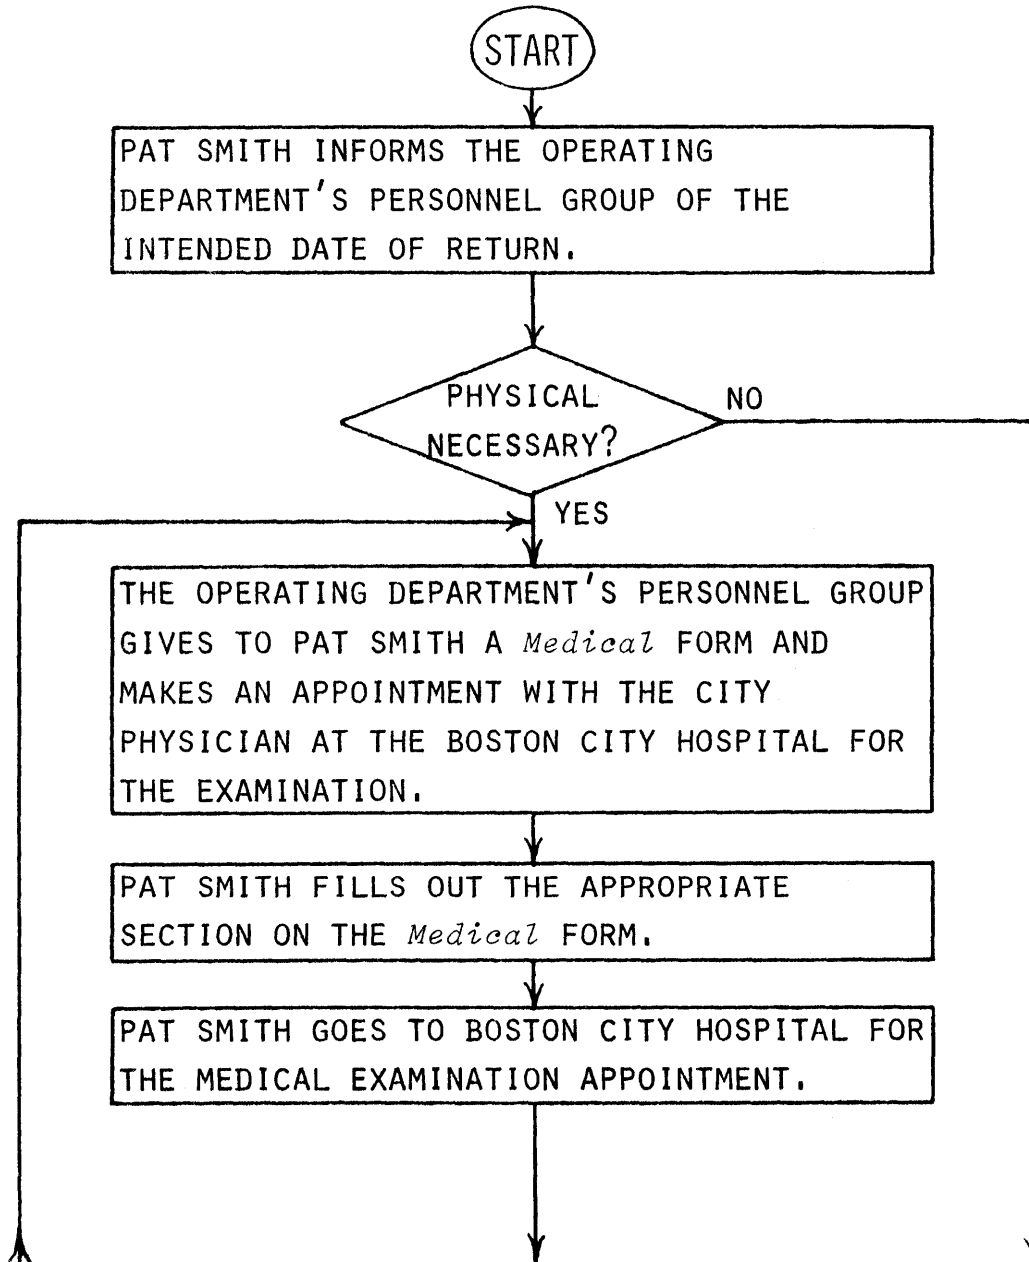 START
PAT SMITH INFORMS THE OPERATING
DEPARTMENT'S PERSONNEL GROUP OF THE
INTENDED DATE OF RETURN.
PHYSICAL
NECESSARY?
NO
YES
THE OPERATING DEPARTMENT'S PERSONNEL GROUP
GIVES TO PAT SMITH A Medical FORM AND
MAKES AN APPOINTMENT WITH THE CITY
PHYSICIAN AT THE BOSTON CITY HOSPITAL FOR
THE EXAMINATION.
PAT SMITH FILLS OUT THE APPROPRIATE
SECTION ON THE Medical FORM.
PAT SMITH GOES TO BOSTON CITY HOSPITAL FOR
THE MEDICAL EXAMINATION APPOINTMENT.